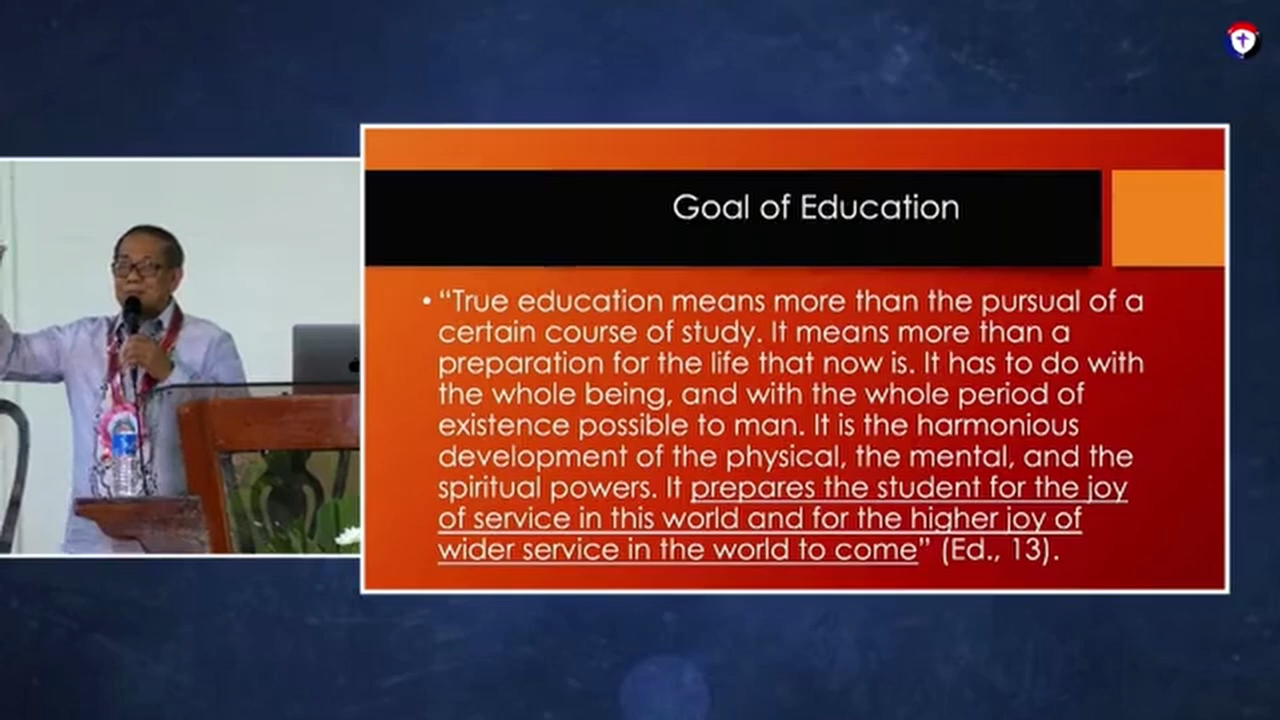 Goal of Education
• “True education means more than the pursual of a
certain course of study. It means more than a
preparation for the life that now is. It has to do with
the whole being, and with the whole period of
existence possible to man. It is the harmonious
development of the physical, the mental, and the
spiritual powers. It prepares the student for the joy
of service in this world and for the higher joy of
wider service in the world to come” (Ed., 13).